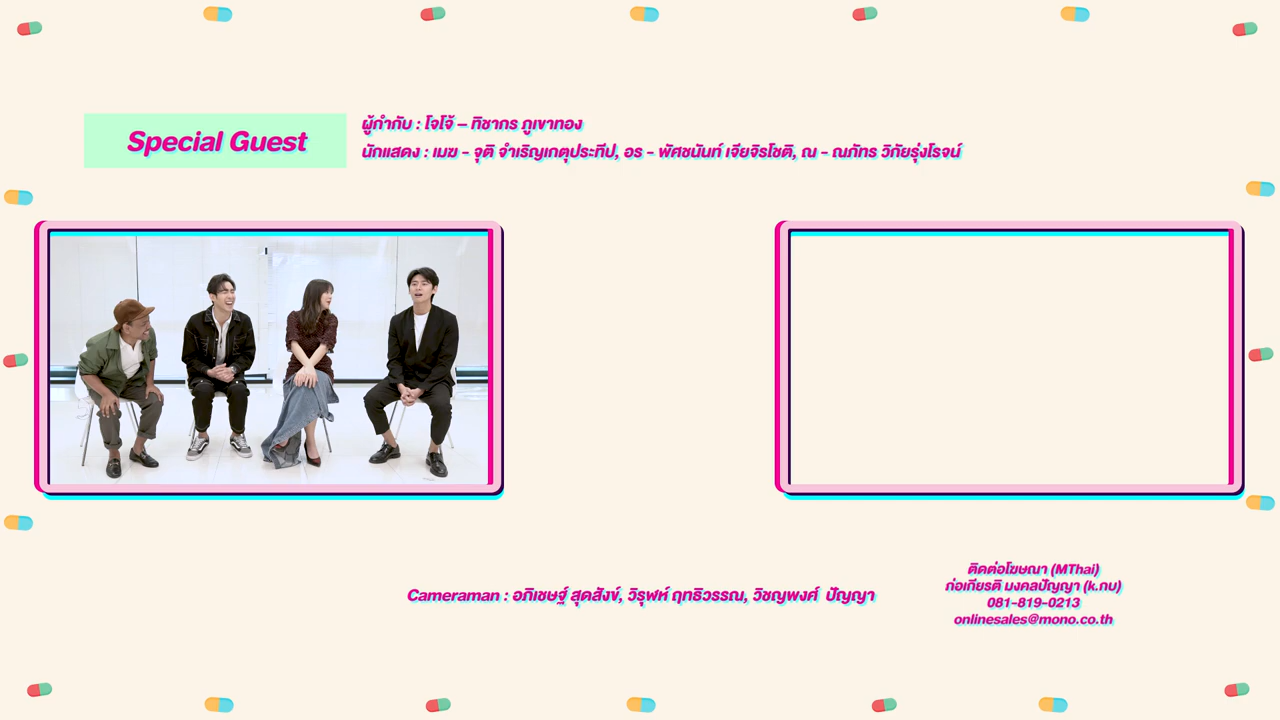 Special Guest
ผู้กำกับ : โจโจ้ – ทิชากร ภูเขาทอง
นักแสดง : เมฆ - จุติ จำเริญเกตุประทีป, อร - พัศชนันท์ เจียจิรโชติ, ณ - ณภัทร วิกัยรุ่งโรจน์
Cameraman : อภิเชษฐ์ สุดสังข์, วิรุฬห์ ฤทธิวรรณ, วิชญพงศ์ ปัญญา
ติดต่อโฆษณา (MThai)
ก่อเกียรติ มงคลปัญญา (k.กบ)
081-819-0213
onlinesales@mono.co.th